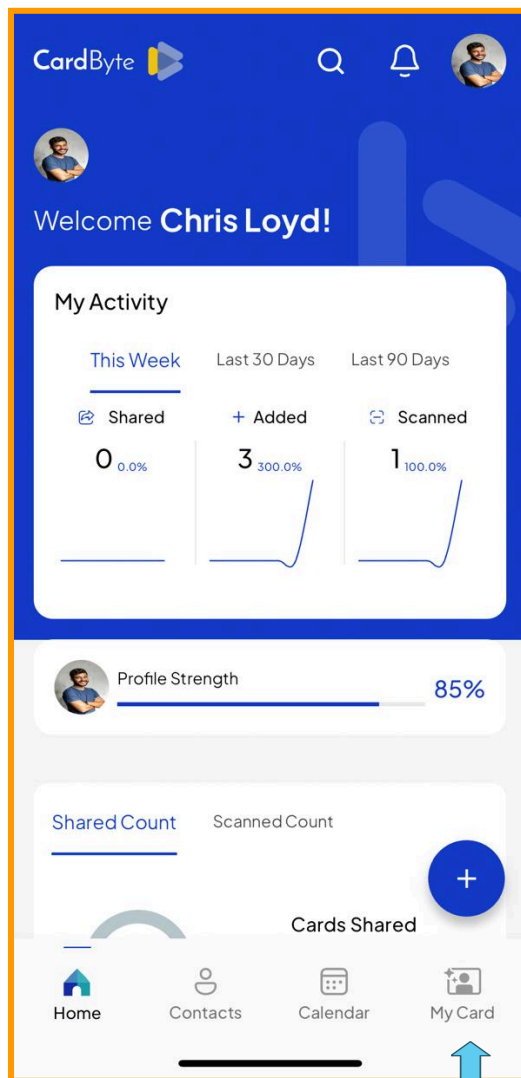 CardByte
Welcome Chris Loyd!
My Activity
This Week Last 30 Days Last 90 Days
Shared + Added Scanned
0 0.0% 3 300.0% 1 100.0%
Profile Strength
85%
Shared Count Scanned Count
+
Cards Shared
Home Contacts Calendar My Card